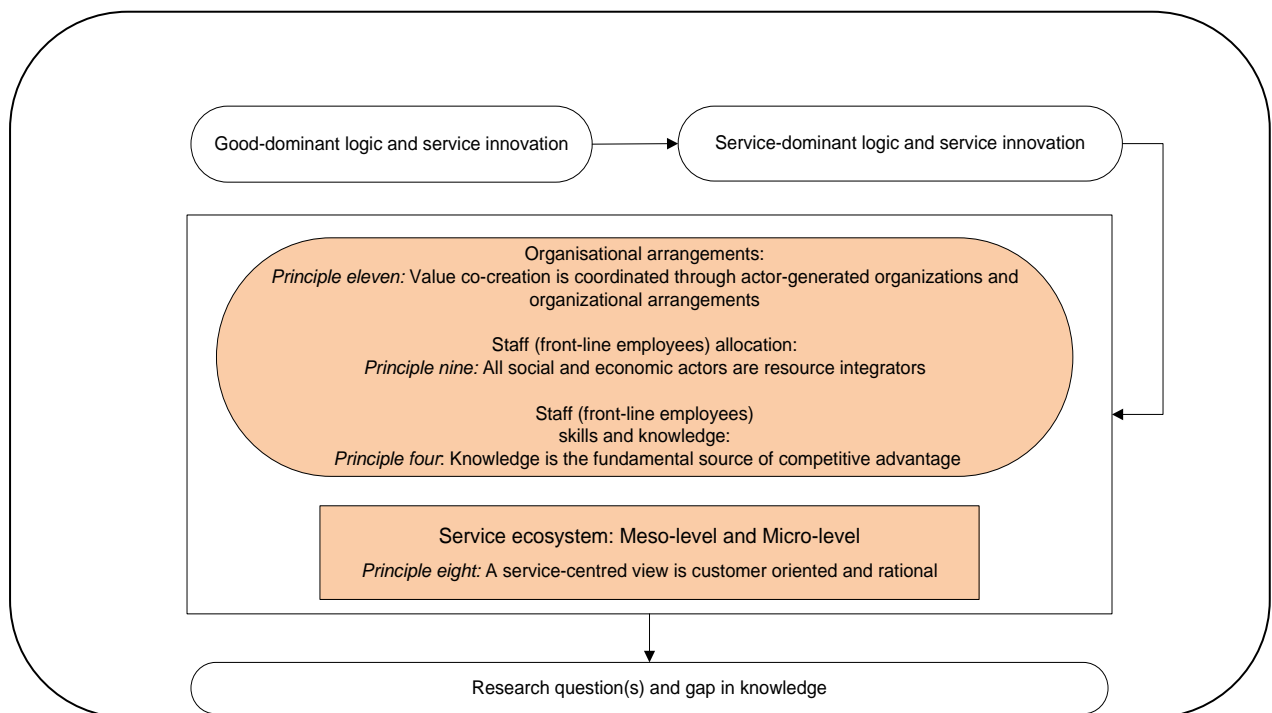 Good-dominant logic and service innovation
Service-dominant logic and service innovation
Organisational arrangements:
Principle eleven: Value co-creation is coordinated through actor-generated organizations and
organizational arrangements
Staff (front-line employees) allocation:
Principle nine: All social and economic actors are resource integrators
Staff (front-line employees)
skills and knowledge:
Principle four: Knowledge is the fundamental source of competitive advantage
Service ecosystem: Meso-level and Micro-level
Principle eight: A service-centred view is customer oriented and rational
Research question(s) and gap in knowledge